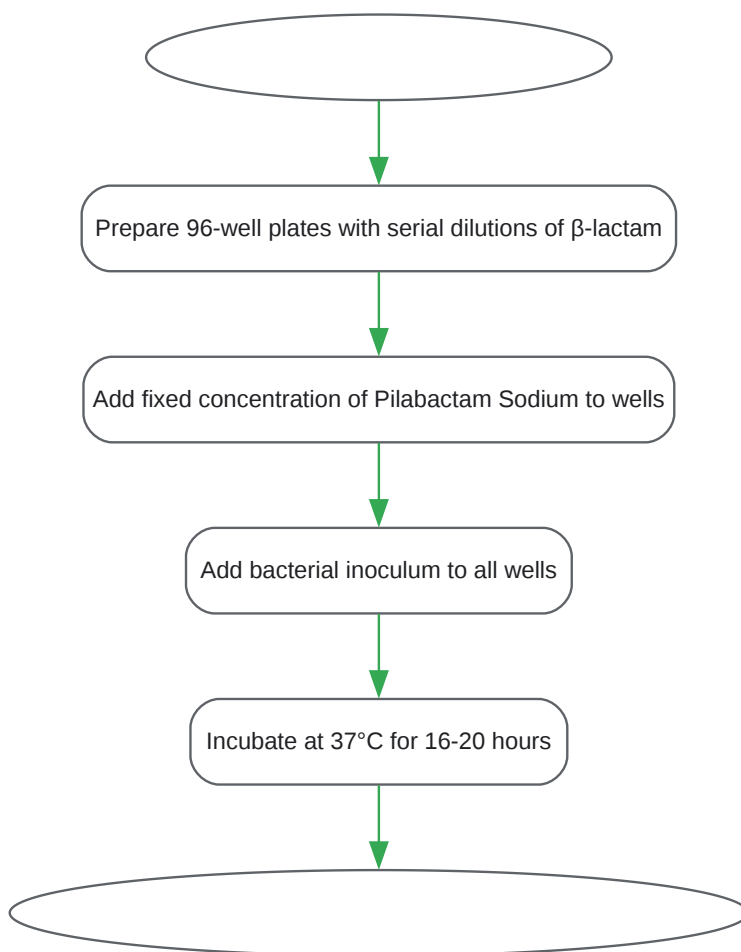 Prepare 96-well plates with serial dilutions of β-lactam
Add fixed concentration of Pilabactam Sodium to wells
Add bacterial inoculum to all wells
Incubate at 37°C for 16-20 hours